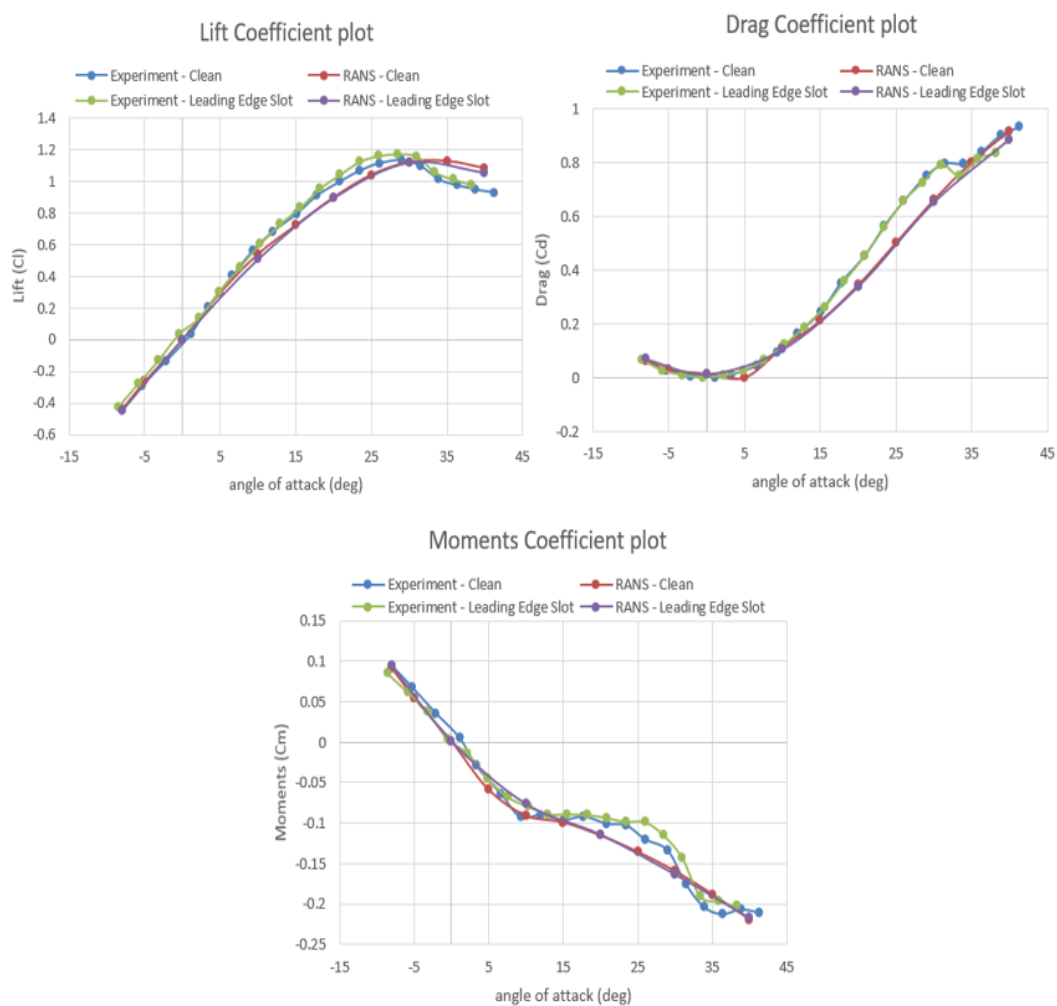 Lift Coefficient plot
Experiment - Clean RANS - Clean
Experiment - Leading Edge Slot RANS - Leading Edge Slot
1.4
1.2
1.0
0.8
0.6
0.4
0.2
0
-0.2
-0.4
-0.6
Lift (Cl)
-15 -5 5 15 25 35 45
angle of attack (deg)
Drag Coefficient plot
Experiment - Clean RANS - Clean
Experiment - Leading Edge Slot RANS - Leading Edge Slot
1
0.8
0.6
0.4
0.2
0
-0.2
Drag (Cd)
-15 -5 5 15 25 35 45
angle of attack (deg)
Moments Coefficient plot
Experiment - Clean RANS - Clean
Experiment - Leading Edge Slot RANS - Leading Edge Slot
0.15
0.1
0.05
0
-0.05
-0.1
-0.15
-0.2
-0.25
Moments (Cm)
-15 -5 5 15 25 35 45
angle of attack (deg)